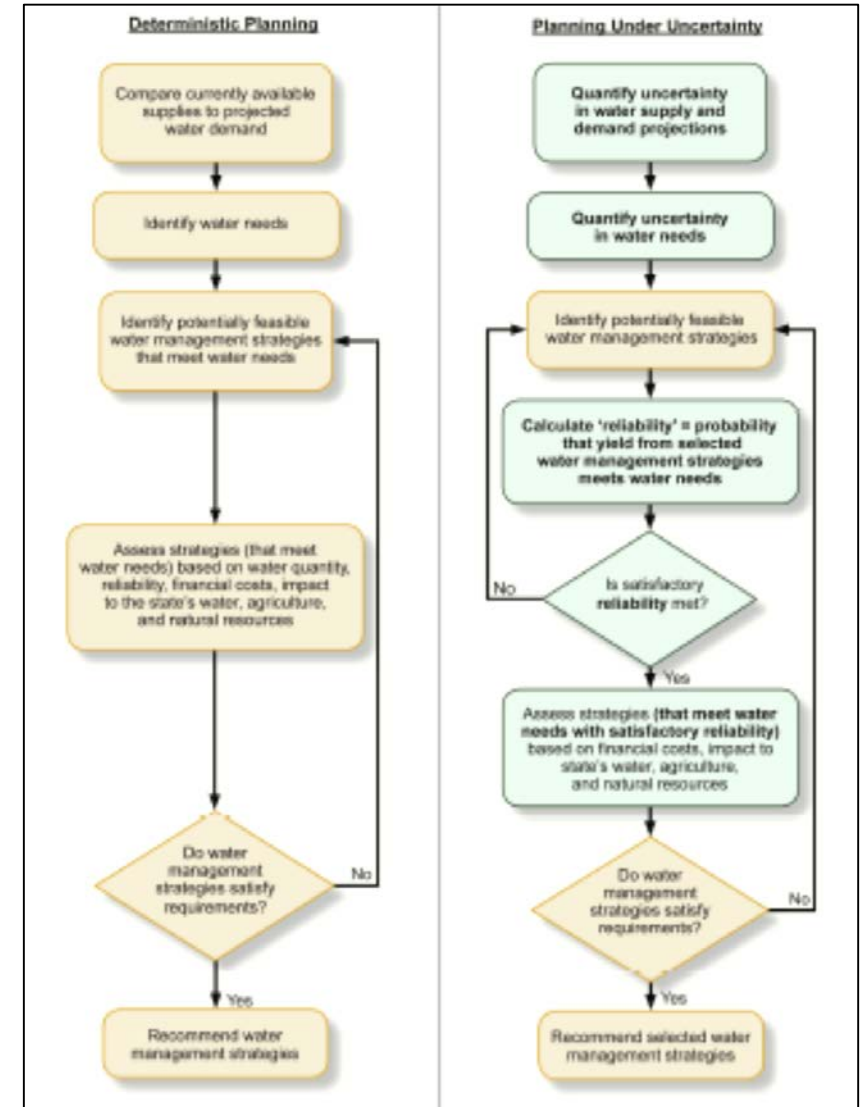 Deterministic Planning
Compare currently available
supplies to projected
water demand
Identify water needs
Identify potentially feasible
water management strategies
that meet water needs
Assess strategies (that meet
water needs) based on water quantity,
reliability, financial costs, impact
to the state's water, agriculture,
and natural resources
Do water
management
strategies satisfy
requirements?
No
Yes
Recommend water
management strategies
Planning Under Uncertainty
Quantify uncertainty
in water supply and
demand projections
Quantify uncertainty
in water needs
Identify potentially feasible
water management strategies
Calculate 'reliability' = probability
that yield from selected
water management strategies
meets water needs
Is satisfactory
reliability met?
No
Yes
Assess strategies (that meet water
needs with satisfactory reliability)
based on financial costs, impact to
state's water, agriculture,
and natural resources
Do water
management
strategies satisfy
requirements?
No
Yes
Recommend selected water
management strategies